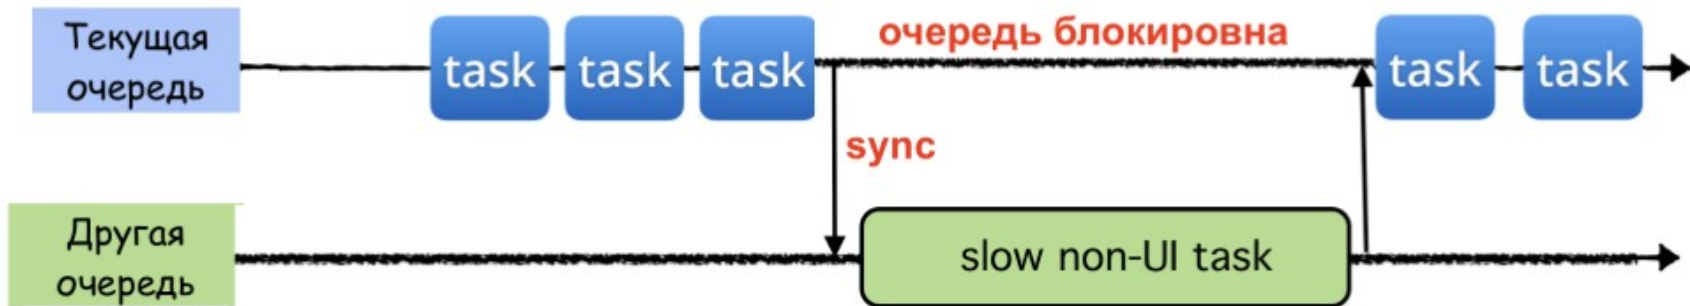 Текущая
очередь
task task task очередь блокировна task task
sync
Другая
очередь
slow non-UI task